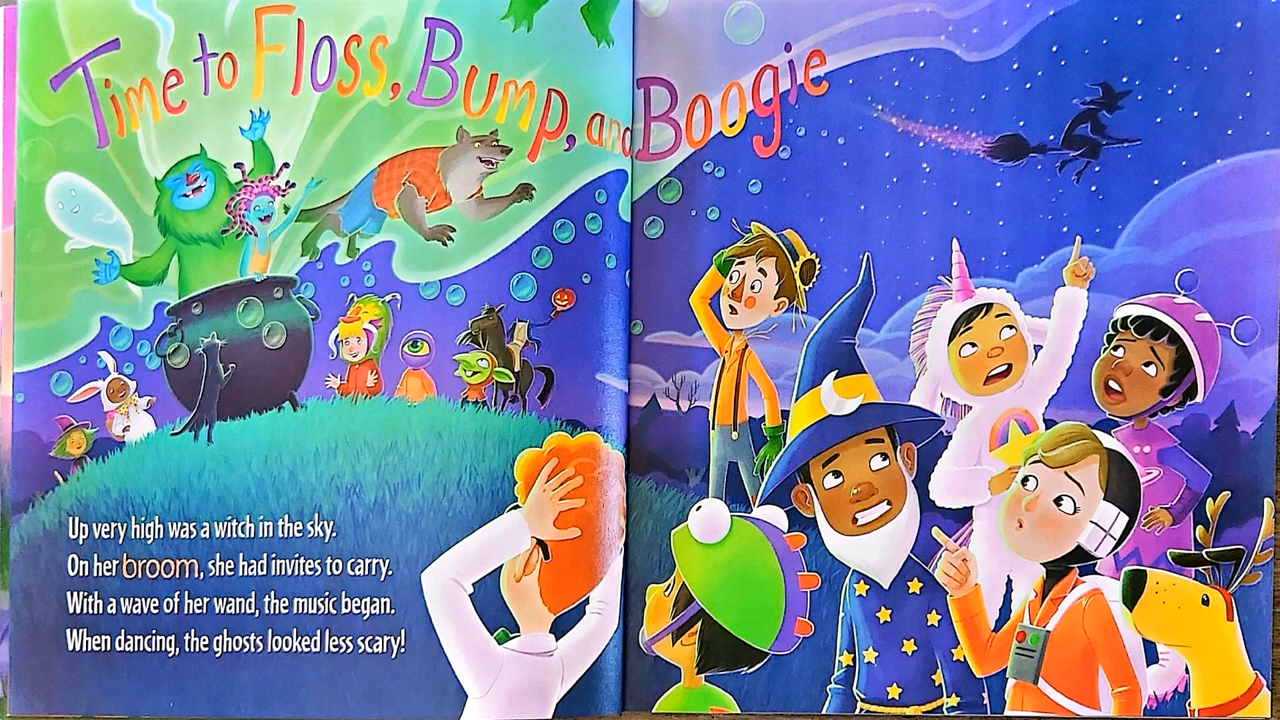 Time to Floss, Bump, and Boogie
Up very high was a witch in the sky.
On her broom, she had invites to carry.
With a wave of her wand, the music began.
When dancing, the ghosts looked less scary!